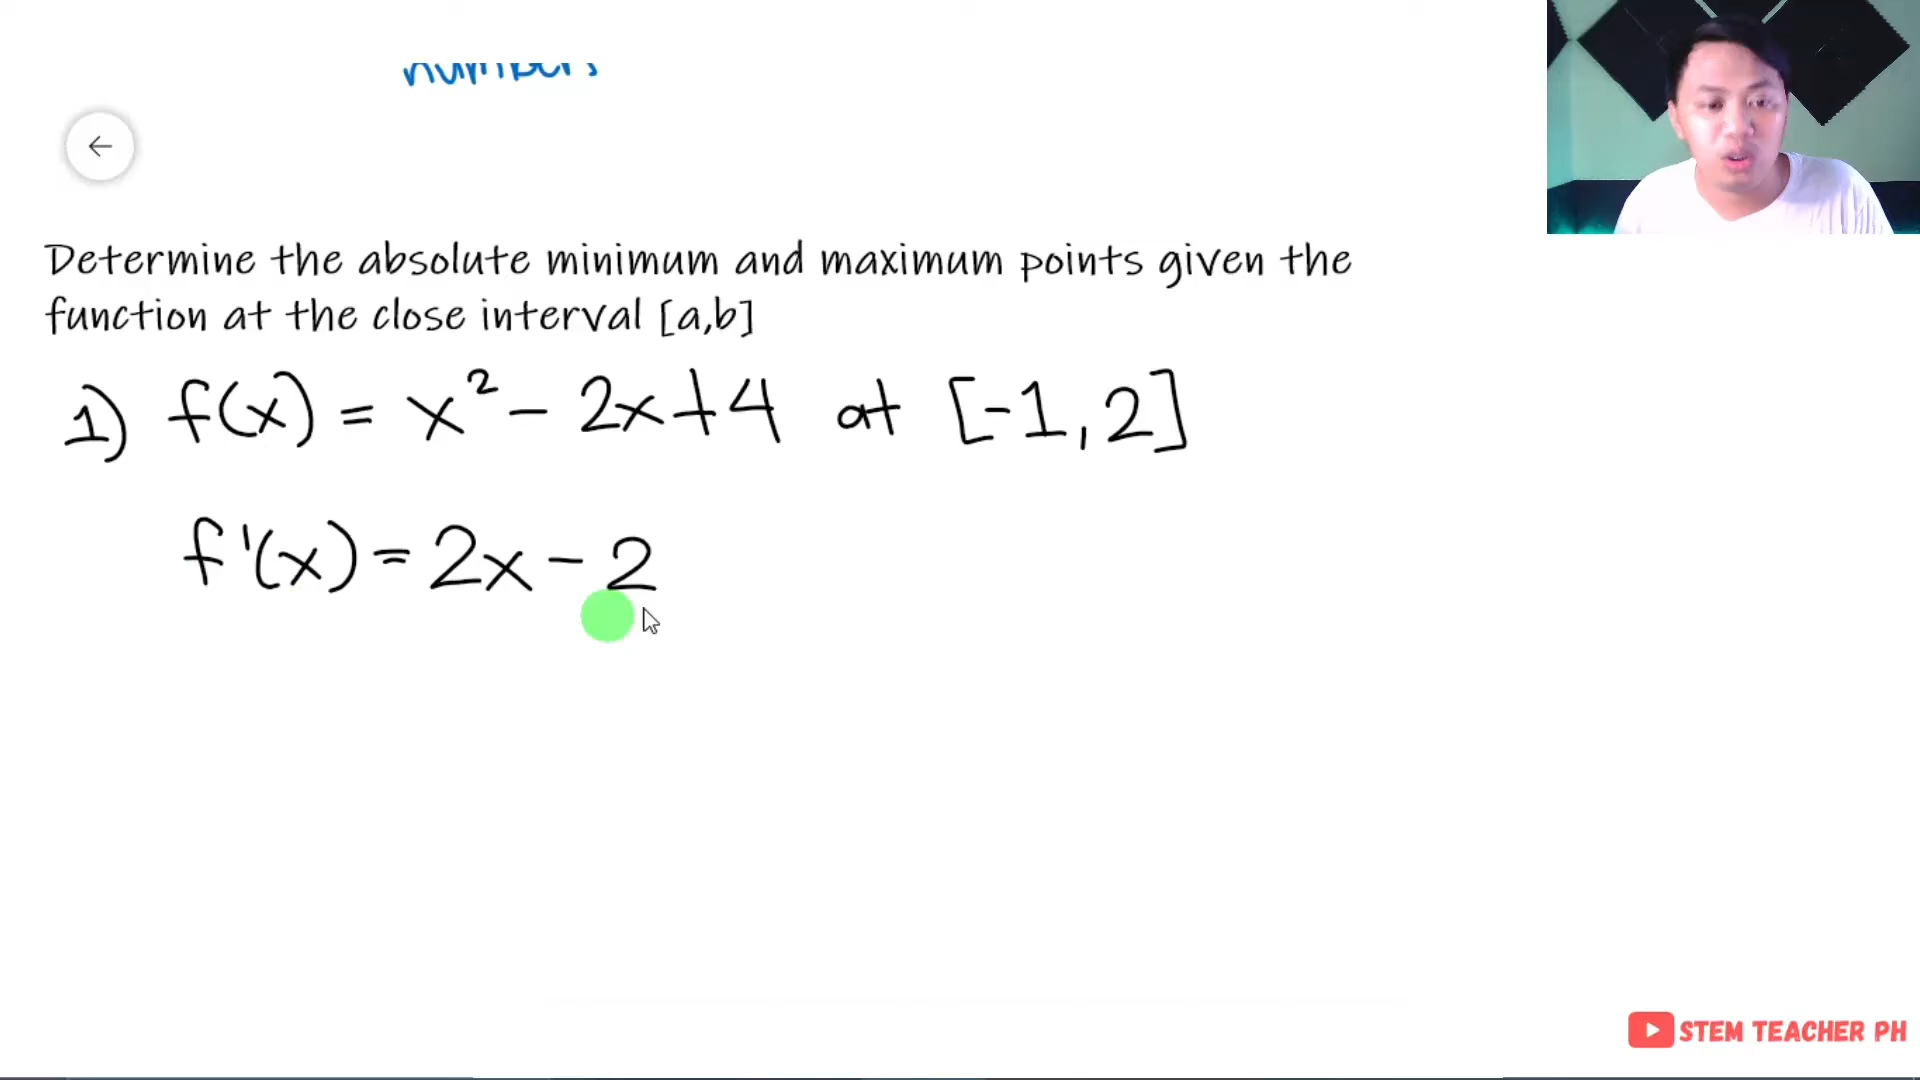 Determine the absolute minimum and maximum points given the
function at the close interval [a,b]
1) f(x) = x² - 2x+4 at [-1,2]
f'(x) = 2x - 2
STEM TEACHER PH